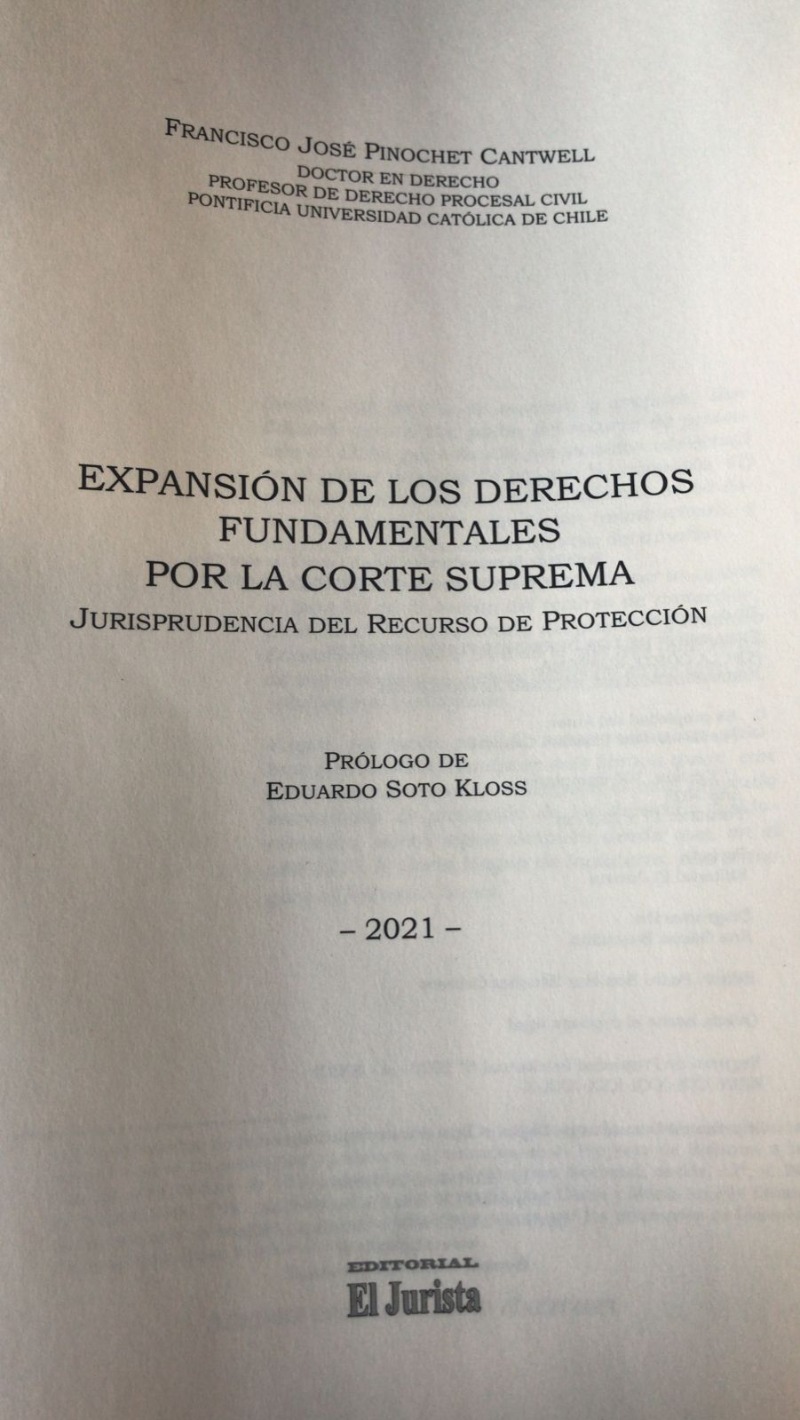 FRANCISCO JOSÉ PINOCHET CANTWELL
DOCTOR EN DERECHO
PROFESOR DE DERECHO PROCESAL CIVIL
PONTIFICIA UNIVERSIDAD CATÓLICA DE CHILE
EXPANSIÓN DE LOS DERECHOS
FUNDAMENTALES
POR LA CORTE SUPREMA
JURISPRUDENCIA DEL RECURSO DE PROTECCIÓN
PRÓLOGO DE
EDUARDO SOTO KLOSS
– 2021 –
EDITORIAL
El Jurista